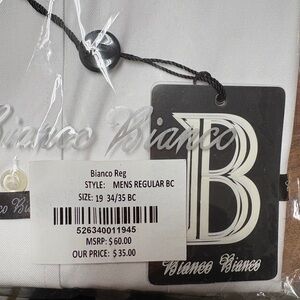 Bianco Bianco
B
Bianco Reg
STYLE: MENS REGULAR BC
SIZE: 19 34/35 BC
526340011945
MSRP: $60.00
OUR PRICE: $35.00
Bianco Bianco